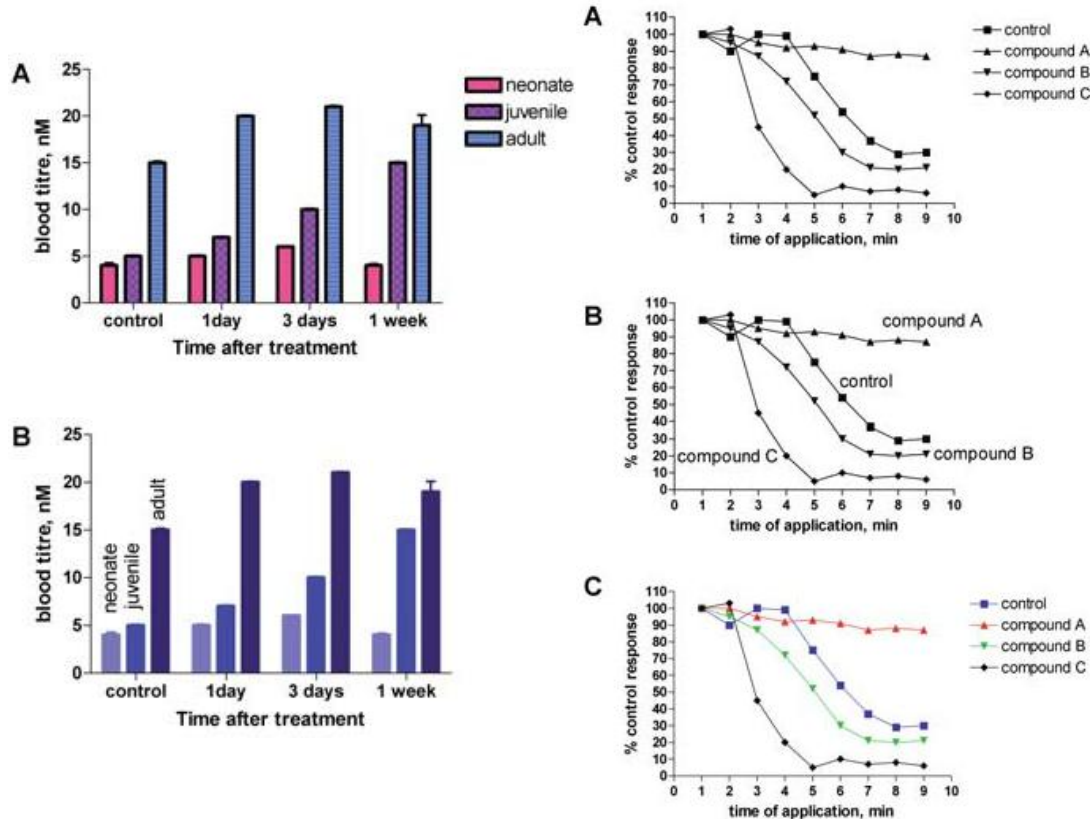 A
25
20
15
10
5
0
blood titre, nM
control
1day
3 days
1 week
Time after treatment
neonate
juvenile
adult
B
25
20
15
10
5
0
blood titre, nM
neonate
juvenile
adult
control
1day
3 days
1 week
Time after treatment
A
110
100
90
80
70
60
50
40
30
20
10
0
% control response
0 1 2 3 4 5 6 7 8 9 10
time of application, min
control
compound A
compound B
compound C
B
110
100
90
80
70
60
50
40
30
20
10
0
% control response
compound A
control
compound C
compound B
0 1 2 3 4 5 6 7 8 9 10
time of application, min
C
110
100
90
80
70
60
50
40
30
20
10
0
% control response
0 1 2 3 4 5 6 7 8 9 10
time of application, min
control
compound A
compound B
compound C